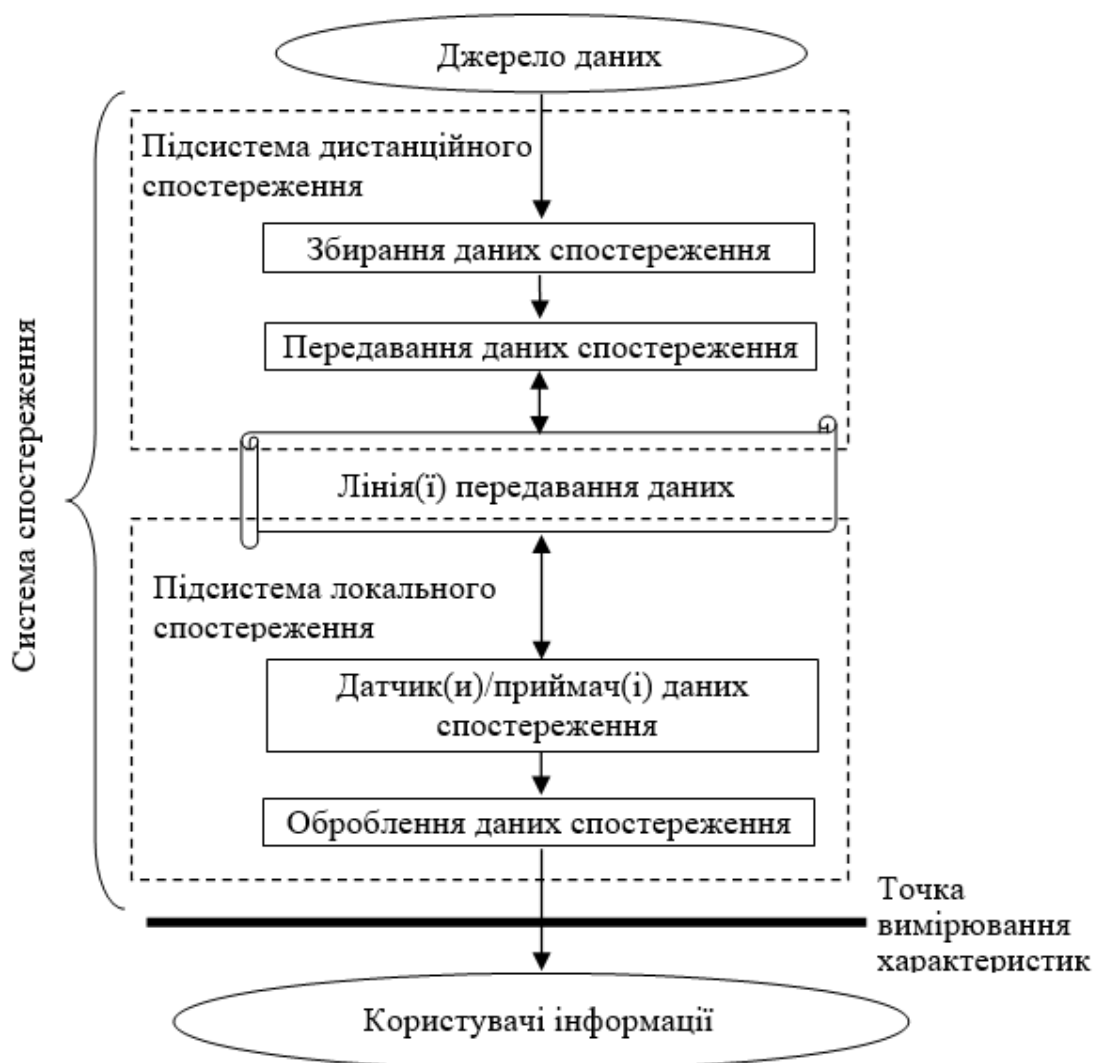 Джерело даних
Підсистема дистанційного
спостереження
Збирання даних спостереження
Передавання даних спостереження
Система спостереження
Лінія(ї) передавання даних
Підсистема локального
спостереження
Датчик(и)/приймач(і) даних
спостереження
Оброблення даних спостереження
Точка
вимірювання
характеристик
Користувачі інформації